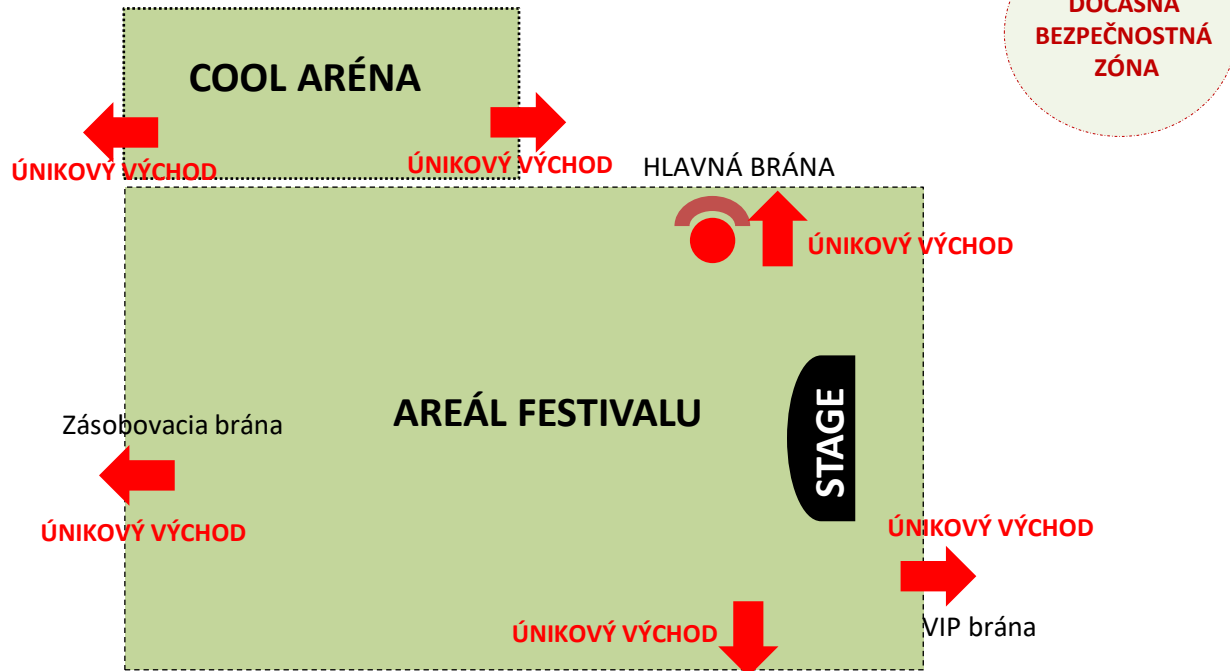 DOČASNÁ
BEZPEČNOSTNÁ
ZÓNA
COOL ARÉNA
ÚNIKOVÝ VÝCHOD
ÚNIKOVÝ VÝCHOD
HLAVNÁ BRÁNA
ÚNIKOVÝ VÝCHOD
AREÁL FESTIVALU
STAGE
Zásobovacia brána
ÚNIKOVÝ VÝCHOD
ÚNIKOVÝ VÝCHOD
VIP brána
ÚNIKOVÝ VÝCHOD